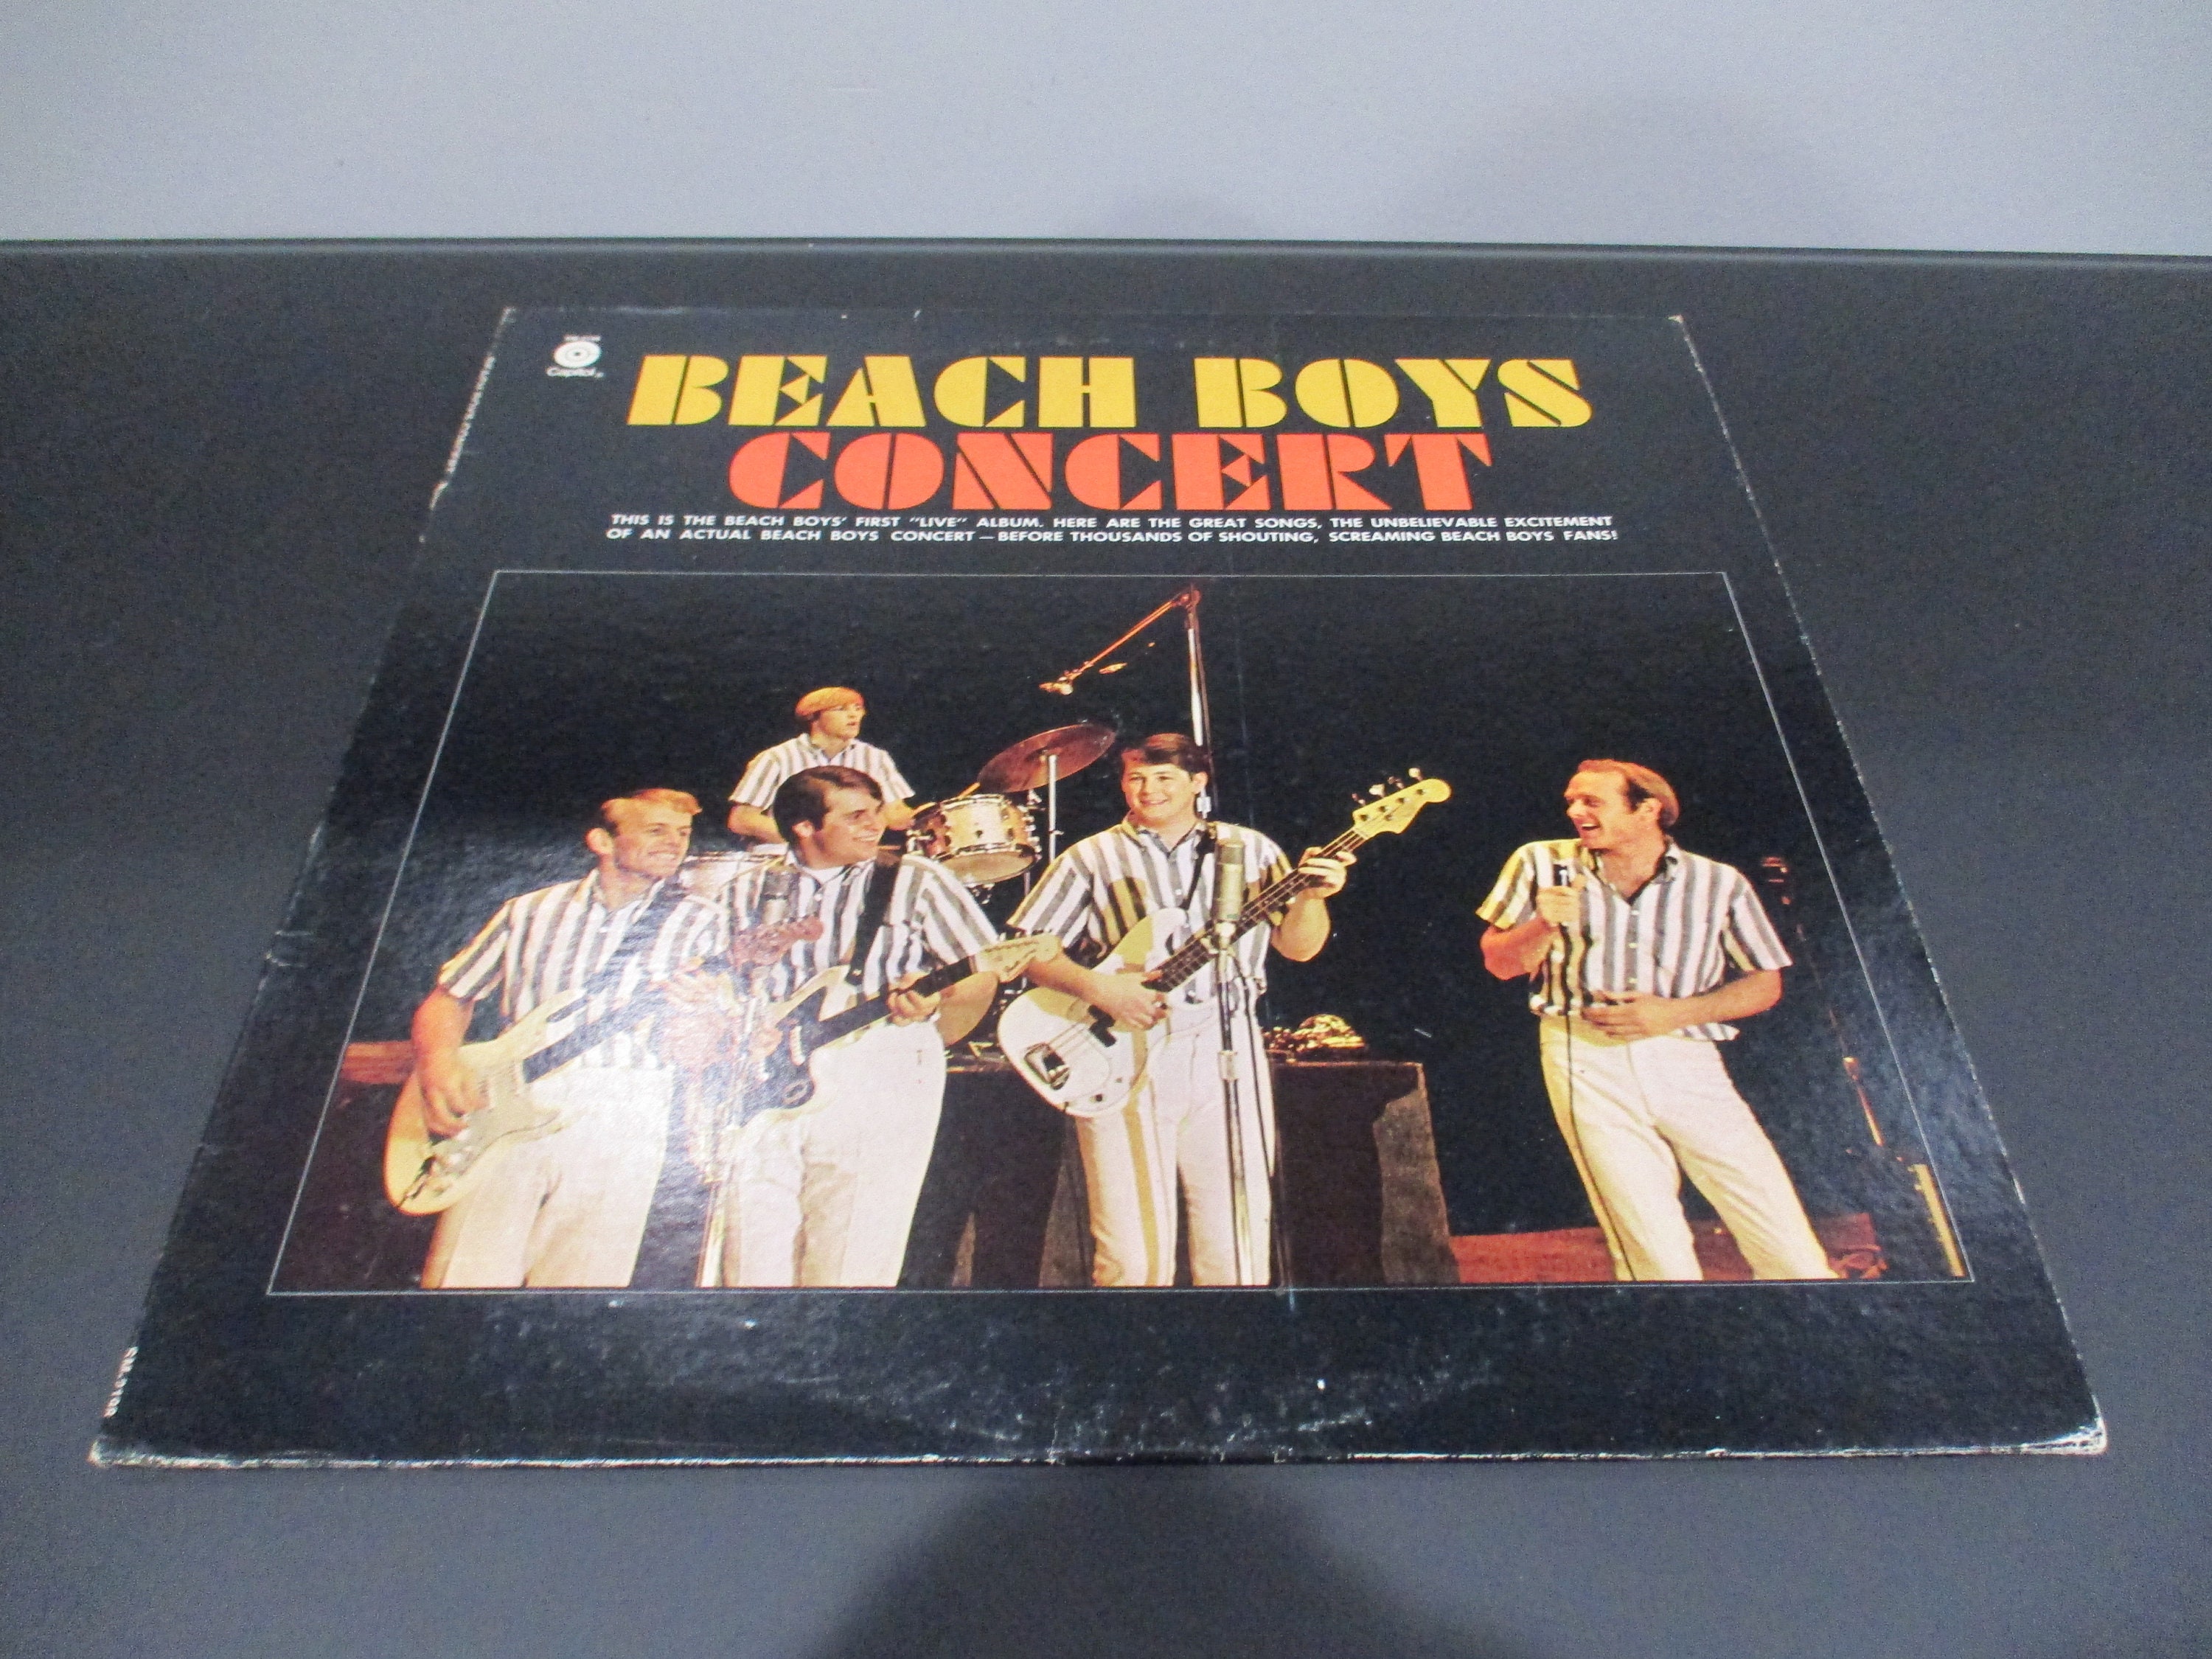 Capitol
BEACH BOYS
CONCERT
THIS IS THE BEACH BOYS' FIRST "LIVE" ALBUM. HERE ARE THE GREAT SONGS, THE UNBELIEVABLE EXCITEMENT
OF AN ACTUAL BEACH BOYS CONCERT — BEFORE THOUSANDS OF SHOUTING, SCREAMING BEACH BOYS FANS!